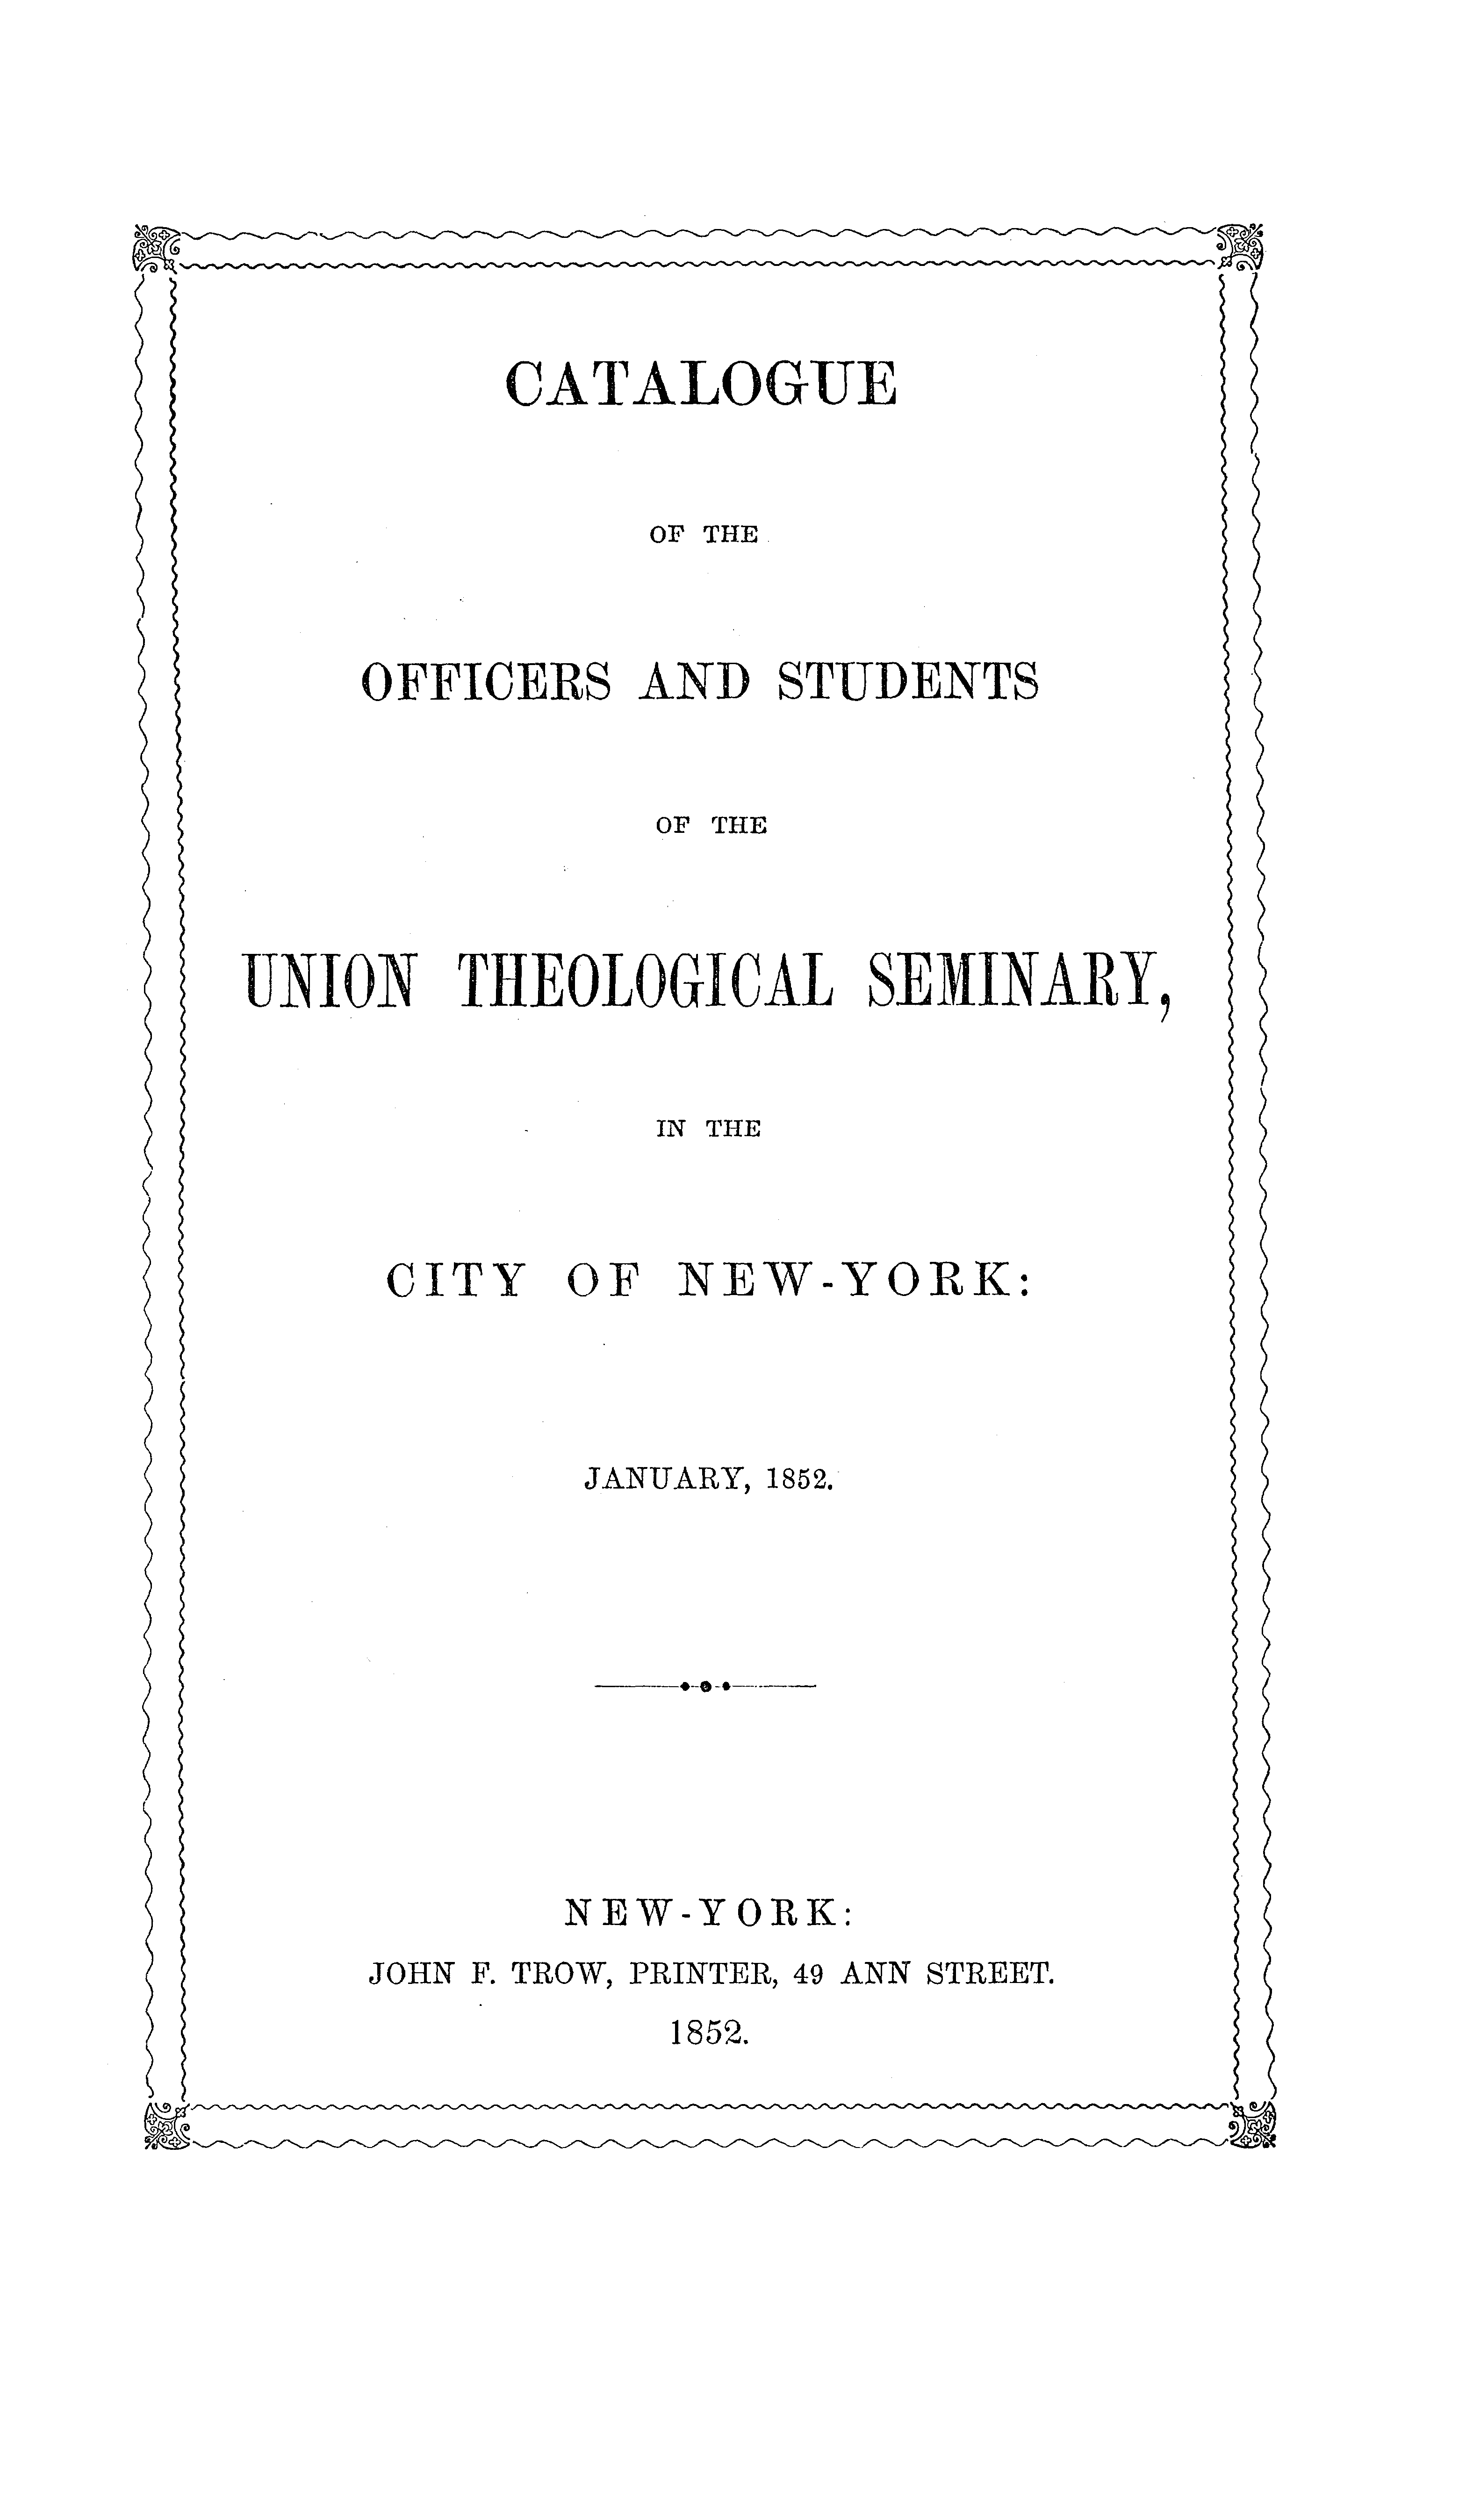 CATALOGUE
OF THE
OFFICERS AND STUDENTS
OF THE
UNION THEOLOGICAL SEMINARY,
IN THE
CITY OF NEW-YORK:
JANUARY, 1852.
NEW-YORK:
JOHN F. TROW, PRINTER, 49 ANN STREET.
1852.